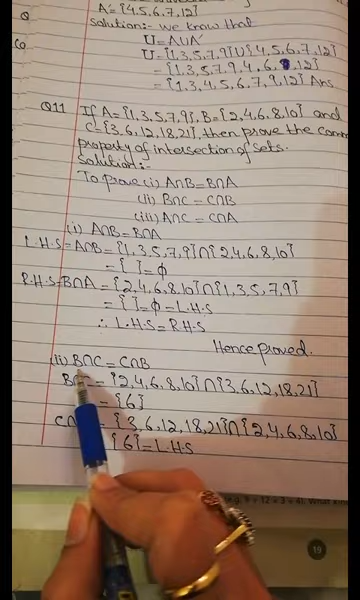 A={4,5,6,7,12}
Solution:- We know that
Q
U=A∪A'
U={1,3,5,7,9}∪{4,5,6,7,12}
={1,3,5,7,9,4,6,12}
={1,3,4,5,6,7,9,12} Ans
Q11 If A={1,3,5,7,9}, B={2,4,6,8,10} and
C={3,6,12,18,21}, then prove the comm
property of intersection of sets.
Solution:-
To prove (i) A∩B=B∩A
(ii) B∩C=C∩B
(iii) A∩C=C∩A
(i) A∩B=B∩A
L.H.S=A∩B={1,3,5,7,9}∩{2,4,6,8,10}
={ }=φ
R.H.S=B∩A={2,4,6,8,10}∩{1,3,5,7,9}
={ }=φ=L.H.S
∴ L.H.S=R.H.S
Hence proved.
(ii) B∩C=C∩B
={2,4,6,8,10}∩{3,6,12,18,21}
={6}
={3,6,12,18,21}∩{2,4,6,8,10}
{6}=L.H.S
19